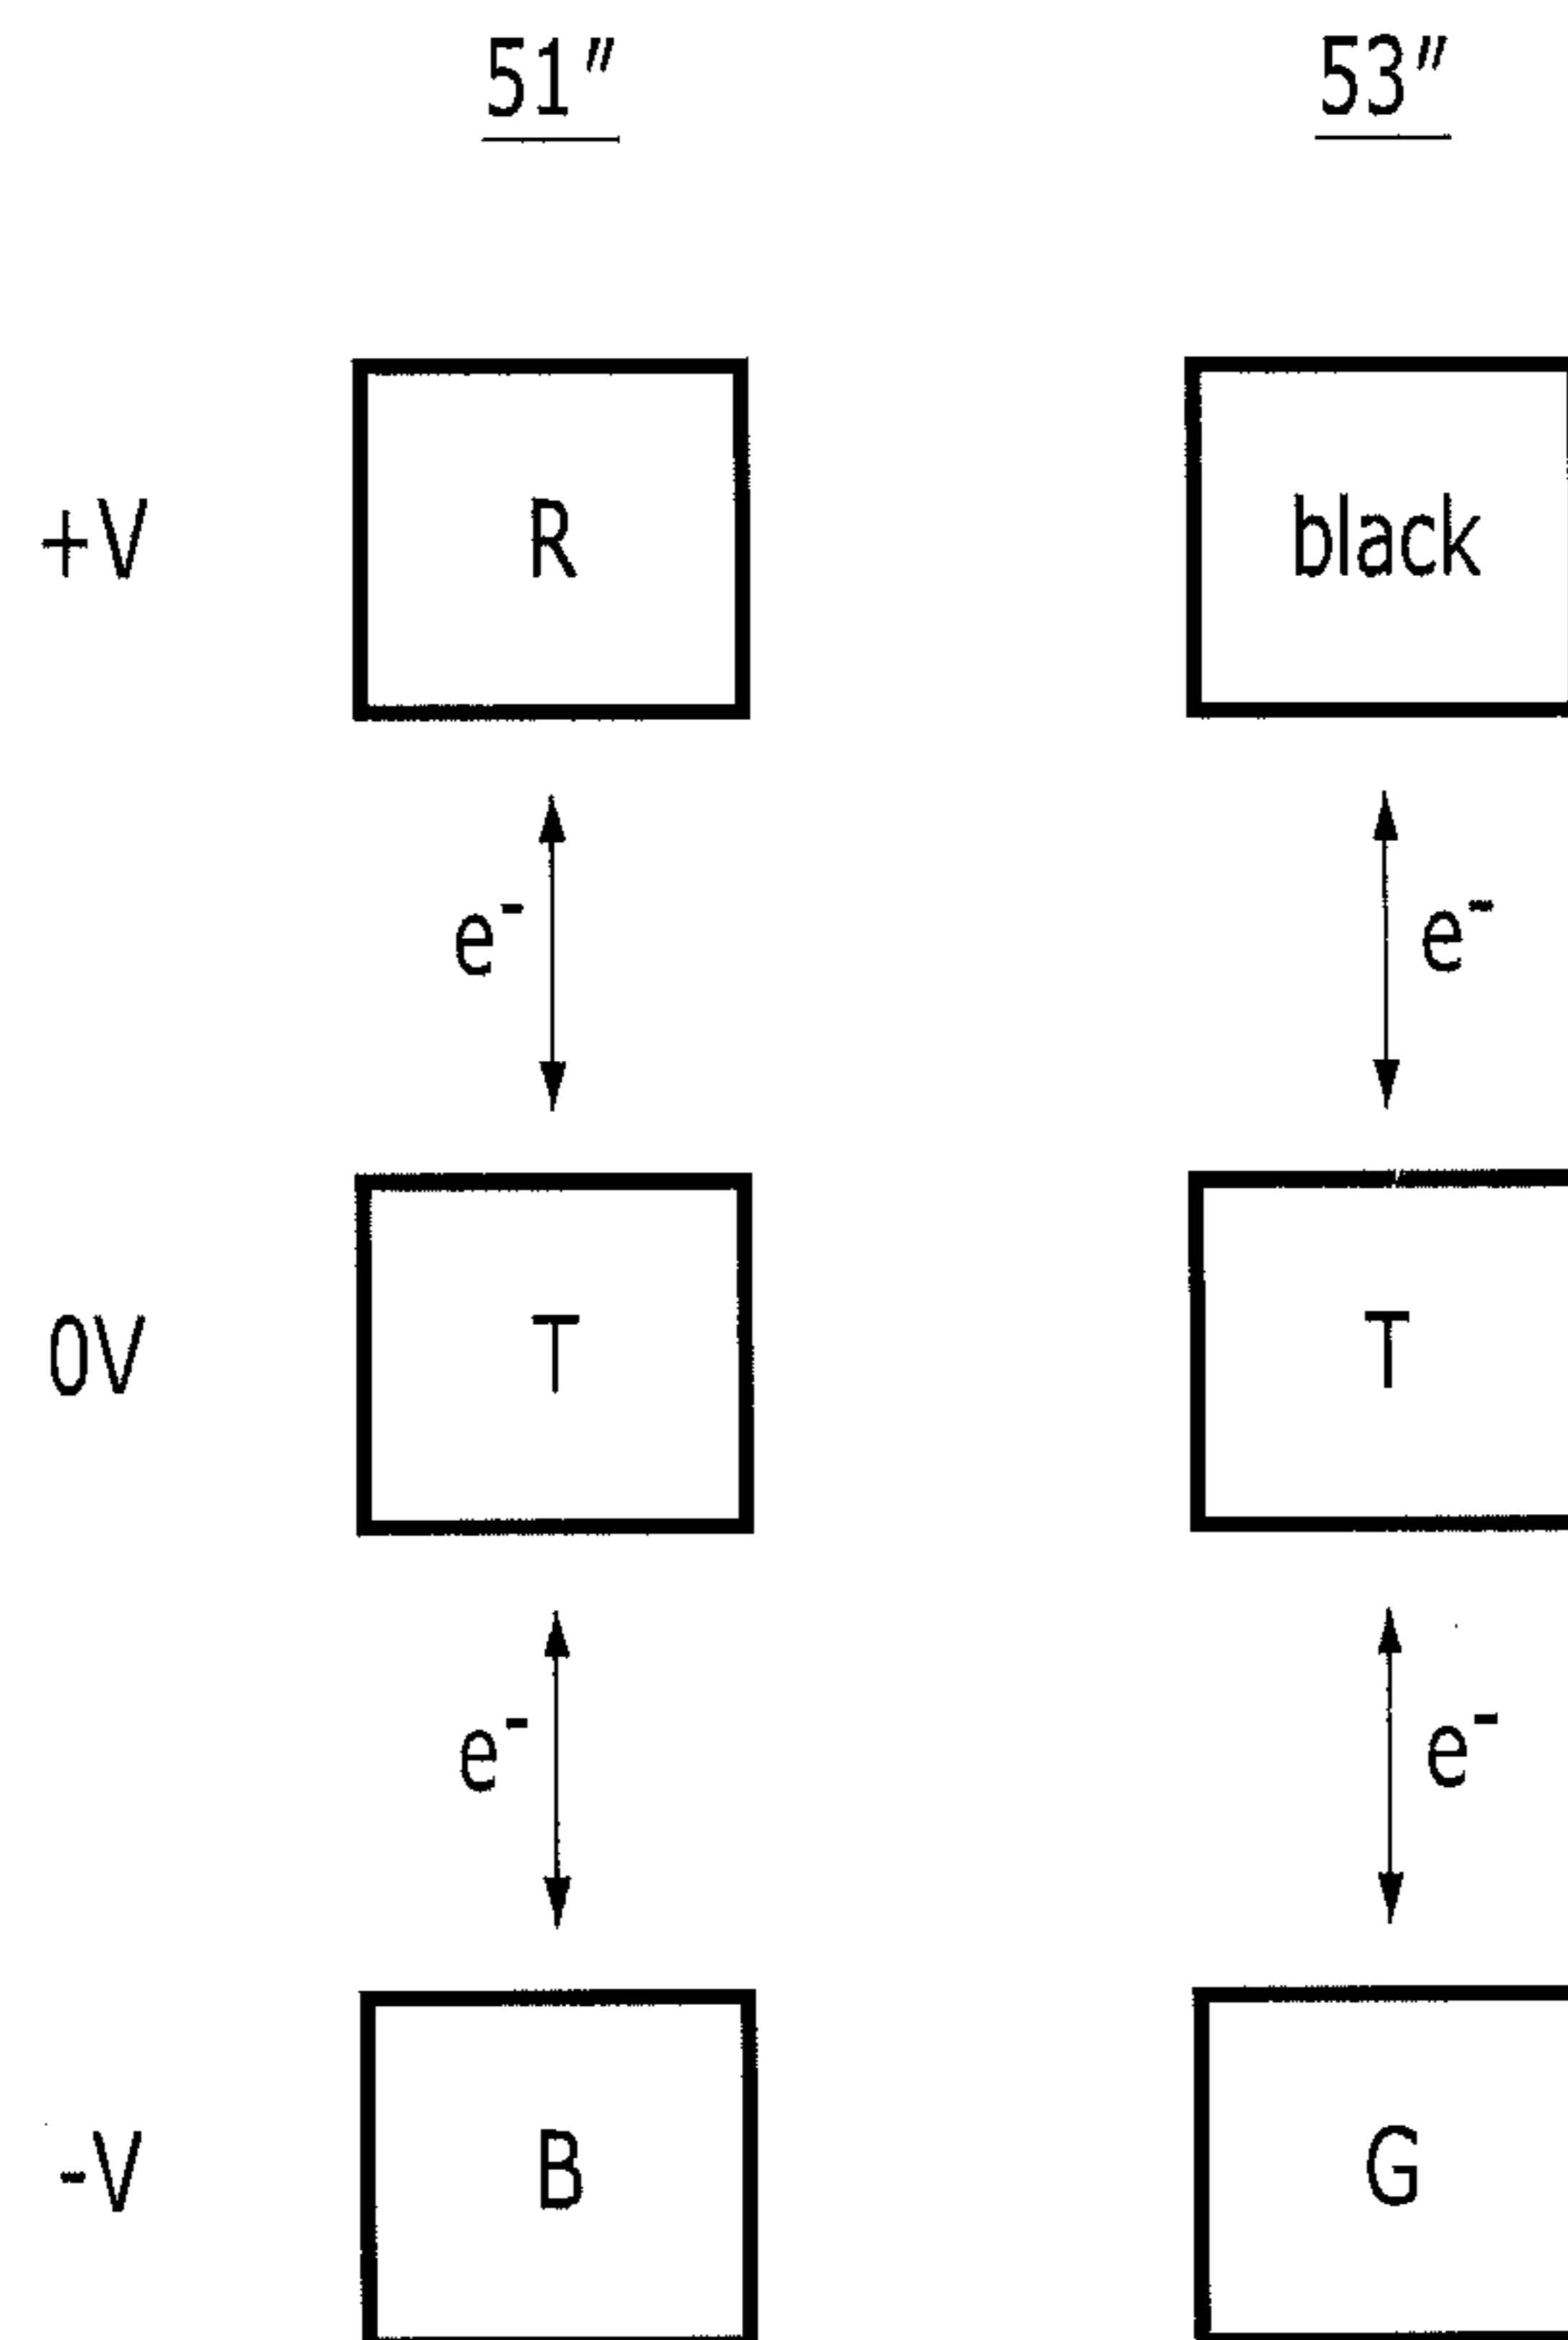 51″ 53″
+V R black
e⁻ e⁻
0V T T
e⁻ e⁻
-V B G